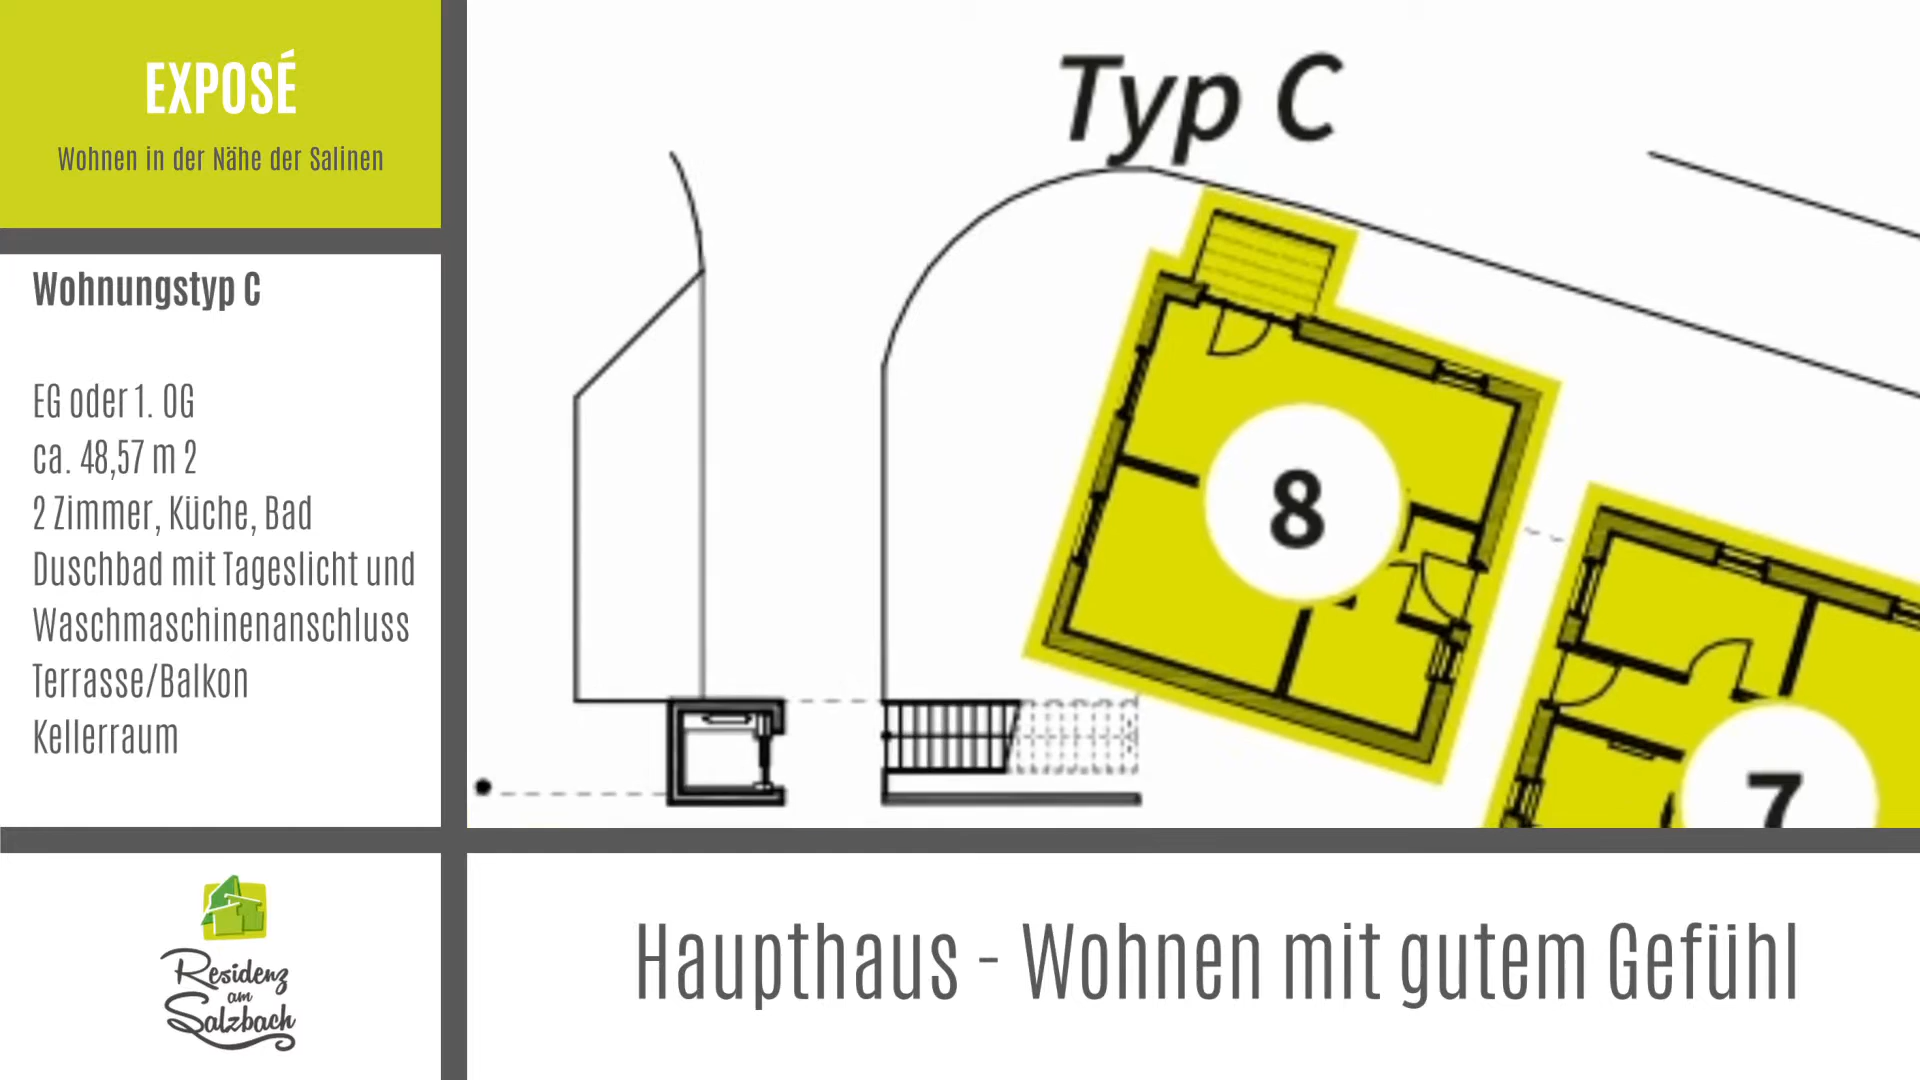 EXPOSÉ
Wohnen in der Nähe der Salinen
Wohnungstyp C
EG oder 1. OG
ca. 48,57 m 2
2 Zimmer, Küche, Bad
Duschbad mit Tageslicht und
Waschmaschinenanschluss
Terrasse/Balkon
Kellerraum
Typ C
8
7
Residenz
am
Salzbach
Haupthaus - Wohnen mit gutem Gefühl